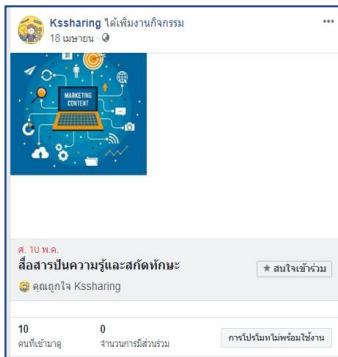 Kssharing ได้เพิ่มงานกิจกรรม
18 เมษายน ·
MARKETING
CONTENT
ศ. 10 พ.ค.
สื่อสารปันความรู้และสกัดทักษะ
★ สนใจเข้าร่วม
คุณถูกใจ Kssharing
10
คนที่เข้ามาดู
0
จำนวนการมีส่วนร่วม
การโปรโมทไม่พร้อมใช้งาน